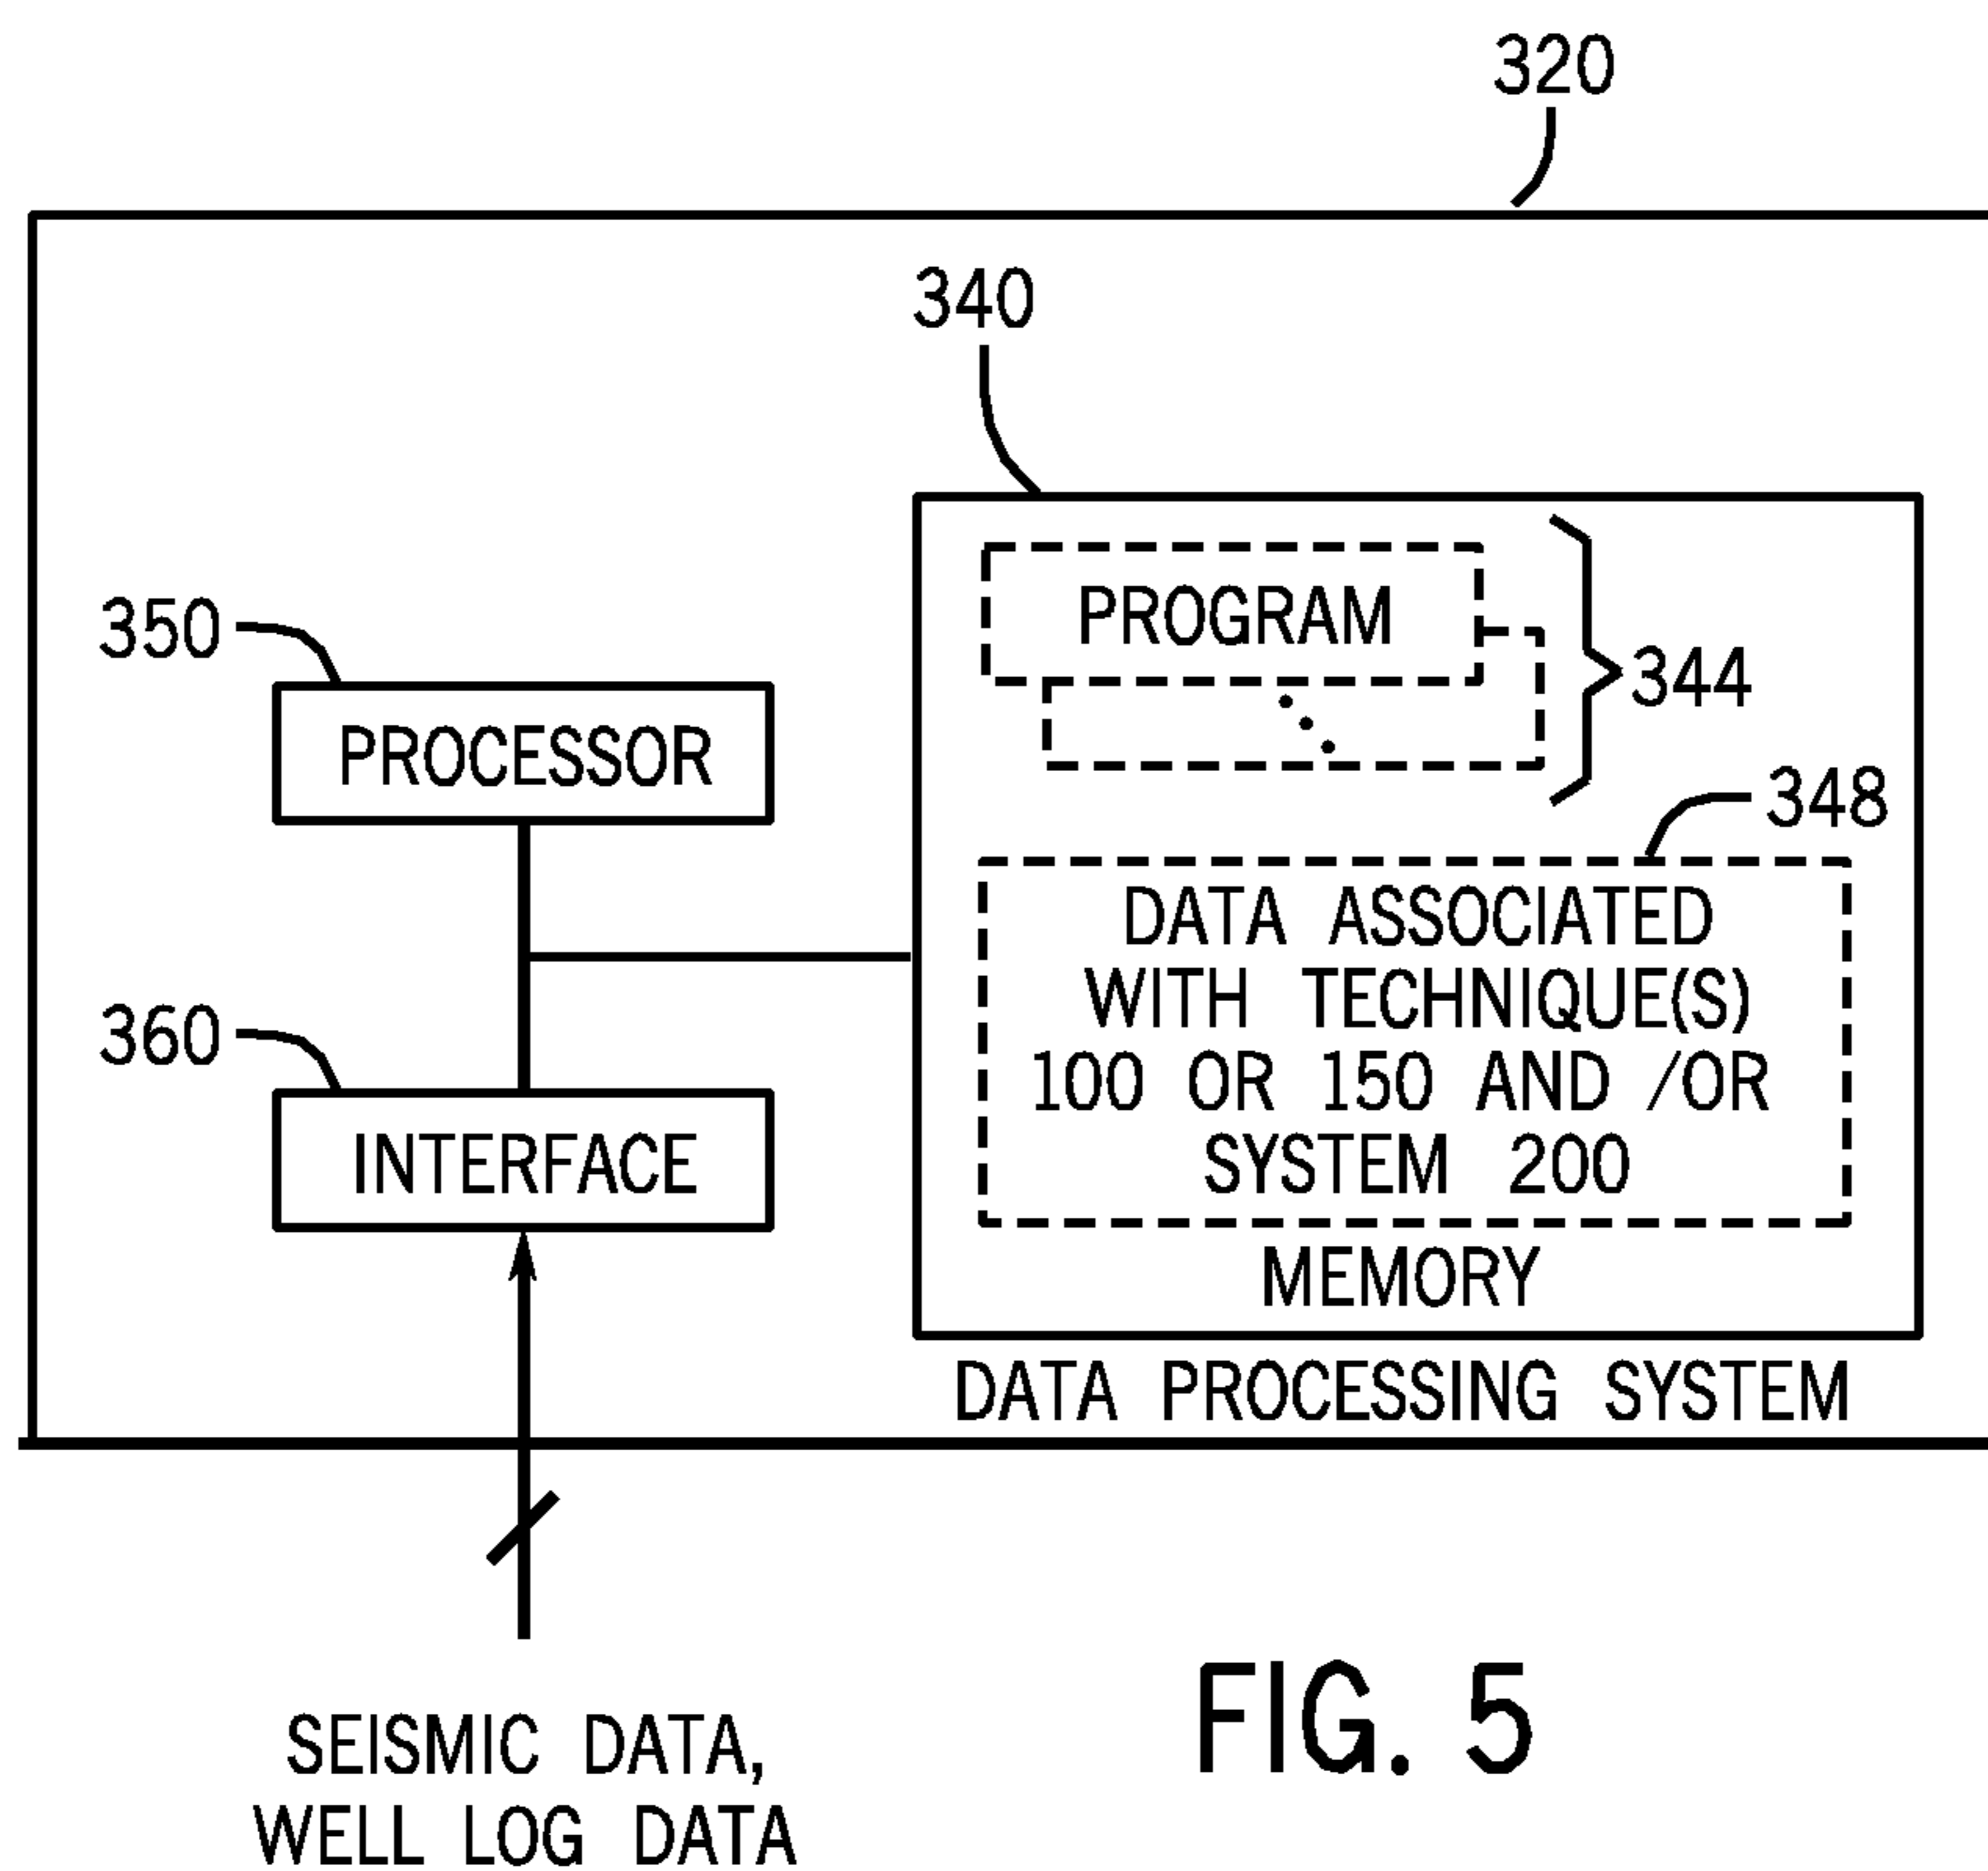 320
340
PROGRAM
344
350
PROCESSOR
348
DATA ASSOCIATED
WITH TECHNIQUE(S)
100 OR 150 AND /OR
SYSTEM 200
360
INTERFACE
MEMORY
DATA PROCESSING SYSTEM
SEISMIC DATA,
WELL LOG DATA
FIG. 5